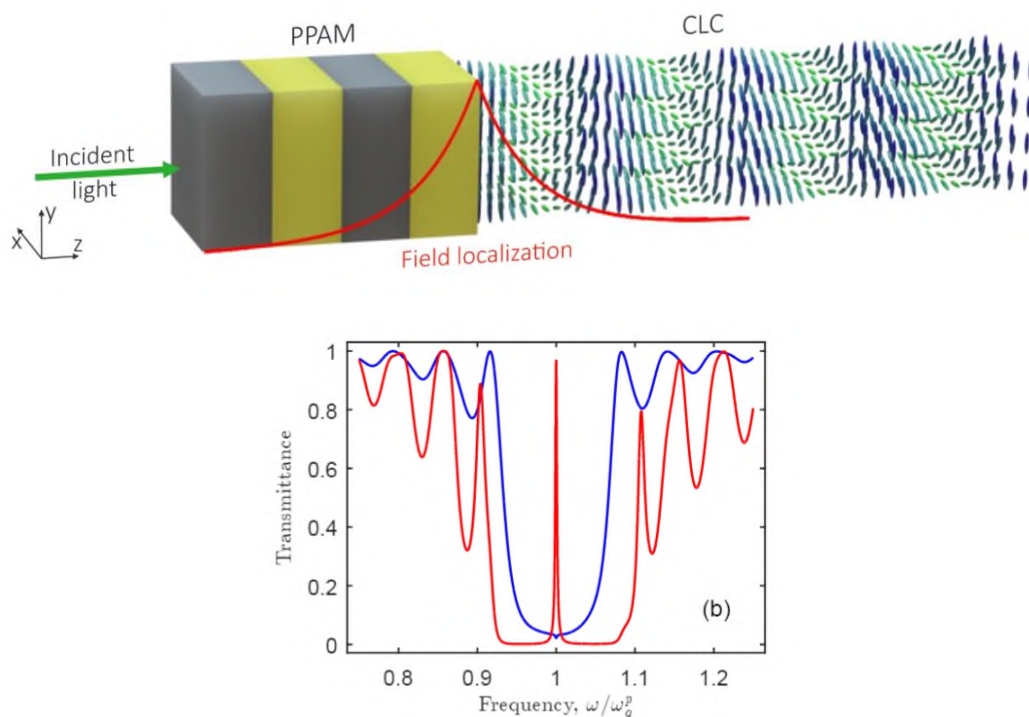 PPAM
CLC
Incident
light
y
x
z
Field localization
1
0.8
0.6
0.4
0.2
0
Transmittance
(b)
0.8
0.9
1
1.1
1.2
Frequency, ω/ω_q^p